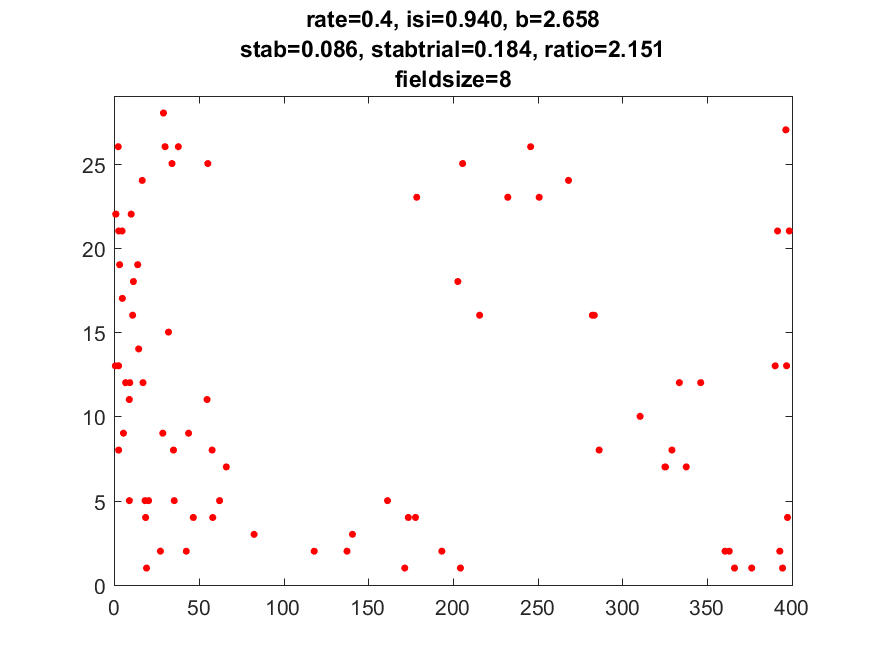 rate=0.4, isi=0.940, b=2.658
stab=0.086, stabtrial=0.184, ratio=2.151
fieldsize=8
25
20
15
10
5
0
0 50 100 150 200 250 300 350 400